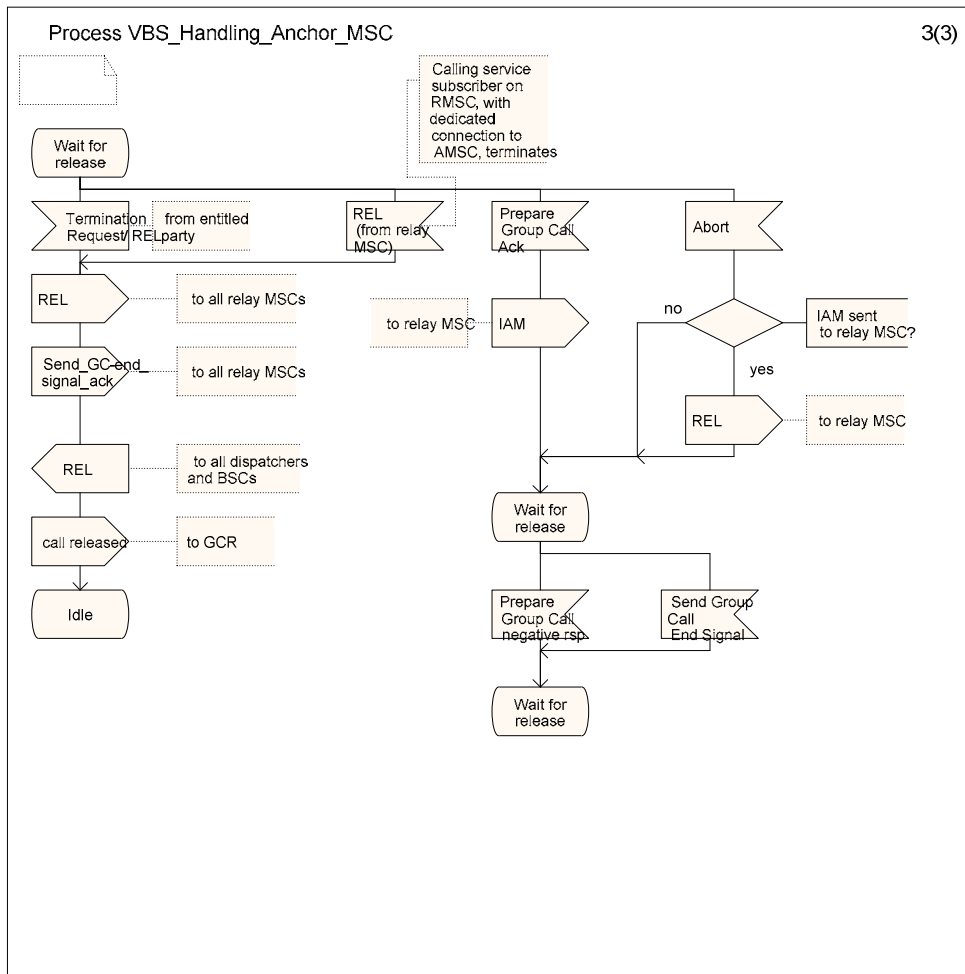 Process VBS_Handling_Anchor_MSC
3(3)
Calling service
subscriber on
RMSC, with
dedicated
connection to
AMSC, terminates
Wait for
release
Termination
Request/ REL
from entitled
party
REL
(from relay
MSC)
Prepare
Group Call
Ack
Abort
REL
to all relay MSCs
to relay MSC
IAM
no
IAM sent
to relay MSC?
yes
Send_GC-end_
signal_ack
to all relay MSCs
REL
to relay MSC
REL
to all dispatchers
and BSCs
call released
to GCR
Wait for
release
Idle
Prepare
Group Call
negative rsp
Send Group
Call
End Signal
Wait for
release